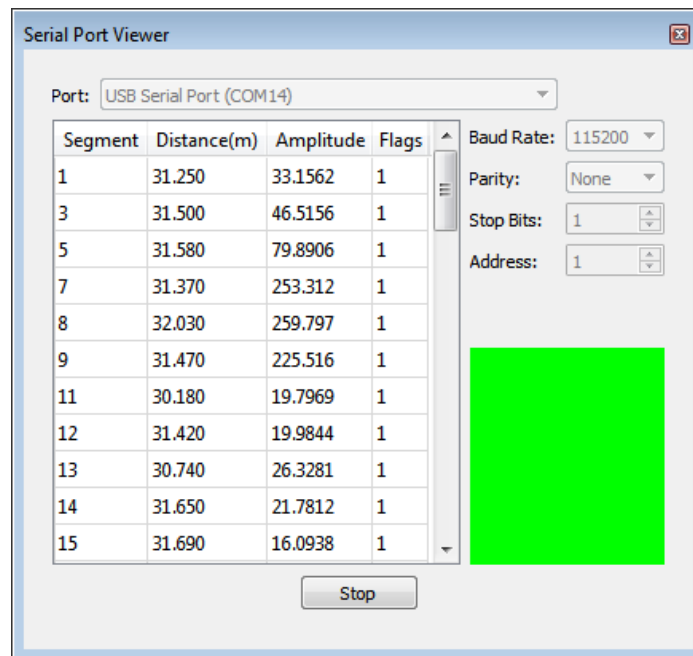 Serial Port Viewer
Port: USB Serial Port (COM14)
Segment Distance(m) Amplitude Flags
1 31.250 33.1562 1
3 31.500 46.5156 1
5 31.580 79.8906 1
7 31.370 253.312 1
8 32.030 259.797 1
9 31.470 225.516 1
11 30.180 19.7969 1
12 31.420 19.9844 1
13 30.740 26.3281 1
14 31.650 21.7812 1
15 31.690 16.0938 1
Baud Rate: 115200
Parity: None
Stop Bits: 1
Address: 1
Stop